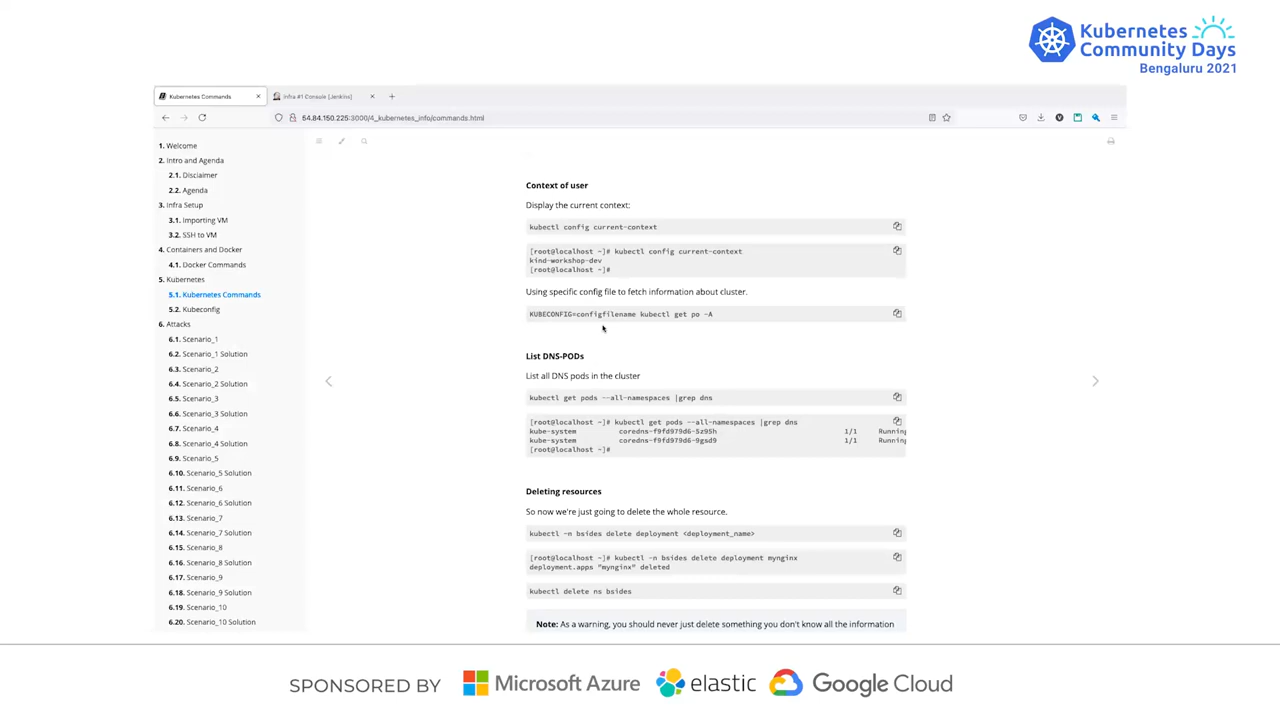 Kubernetes
Community Days
Bengaluru 2021
Kubernetes Commands
Infra #1 Console [Jenkins]
54.84.150.225:3000/4_kubernetes_info/commands.html
1. Welcome
2. Intro and Agenda
2.1. Disclaimer
2.2. Agenda
3. Infra Setup
3.1. Importing VM
3.2. SSH to VM
4. Containers and Docker
4.1. Docker Commands
5. Kubernetes
5.1. Kubernetes Commands
5.2. Kubeconfig
6. Attacks
6.1. Scenario_1
6.2. Scenario_1 Solution
6.3. Scenario_2
6.4. Scenario_2 Solution
6.5. Scenario_3
6.6. Scenario_3 Solution
6.7. Scenario_4
6.8. Scenario_4 Solution
6.9. Scenario_5
6.10. Scenario_5 Solution
6.11. Scenario_6
6.12. Scenario_6 Solution
6.13. Scenario_7
6.14. Scenario_7 Solution
6.15. Scenario_8
6.16. Scenario_8 Solution
6.17. Scenario_9
6.18. Scenario_9 Solution
6.19. Scenario_10
6.20. Scenario_10 Solution
Context of user
Display the current context:
kubectl config current-context
[root@localhost ~]# kubectl config current-context
kind-workshop-dev
[root@localhost ~]#
Using specific config file to fetch information about cluster.
KUBECONFIG=configfilename kubectl get po -A
List DNS-PODs
List all DNS pods in the cluster
kubectl get pods --all-namespaces |grep dns
[root@localhost ~]# kubectl get pods --all-namespaces |grep dns
kube-system coredns-f9fd979d6-5z95h 1/1 Running
kube-system coredns-f9fd979d6-9gsd9 1/1 Running
[root@localhost ~]#
Deleting resources
So now we're just going to delete the whole resource.
kubectl -n bsides delete deployment <deployment_name>
[root@localhost ~]# kubectl -n bsides delete deployment mynginx
deployment.apps "mynginx" deleted
kubectl delete ns bsides
Note: As a warning, you should never just delete something you don't know all the information
SPONSORED BY Microsoft Azure elastic Google Cloud